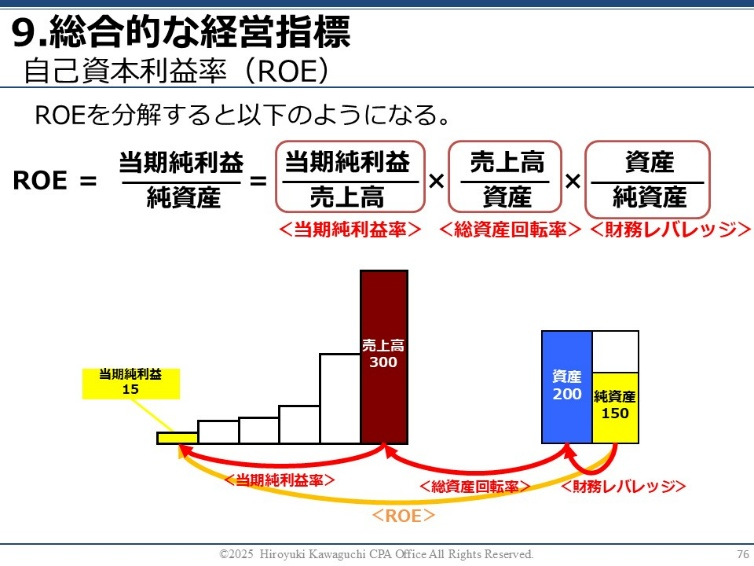 9.総合的な経営指標
自己資本利益率（ROE）
ROEを分解すると以下のようになる。
ROE ＝ 当期純利益 ＝ 当期純利益 × 売上高 × 資産
純資産 売上高 資産 純資産
＜当期純利益率＞ ＜総資産回転率＞ ＜財務レバレッジ＞
売上高
300
当期純利益
15
資産
200
純資産
150
＜当期純利益率＞
＜総資産回転率＞
＜財務レバレッジ＞
＜ROE＞
©2025 Hiroyuki Kawaguchi CPA Office All Rights Reserved.
76